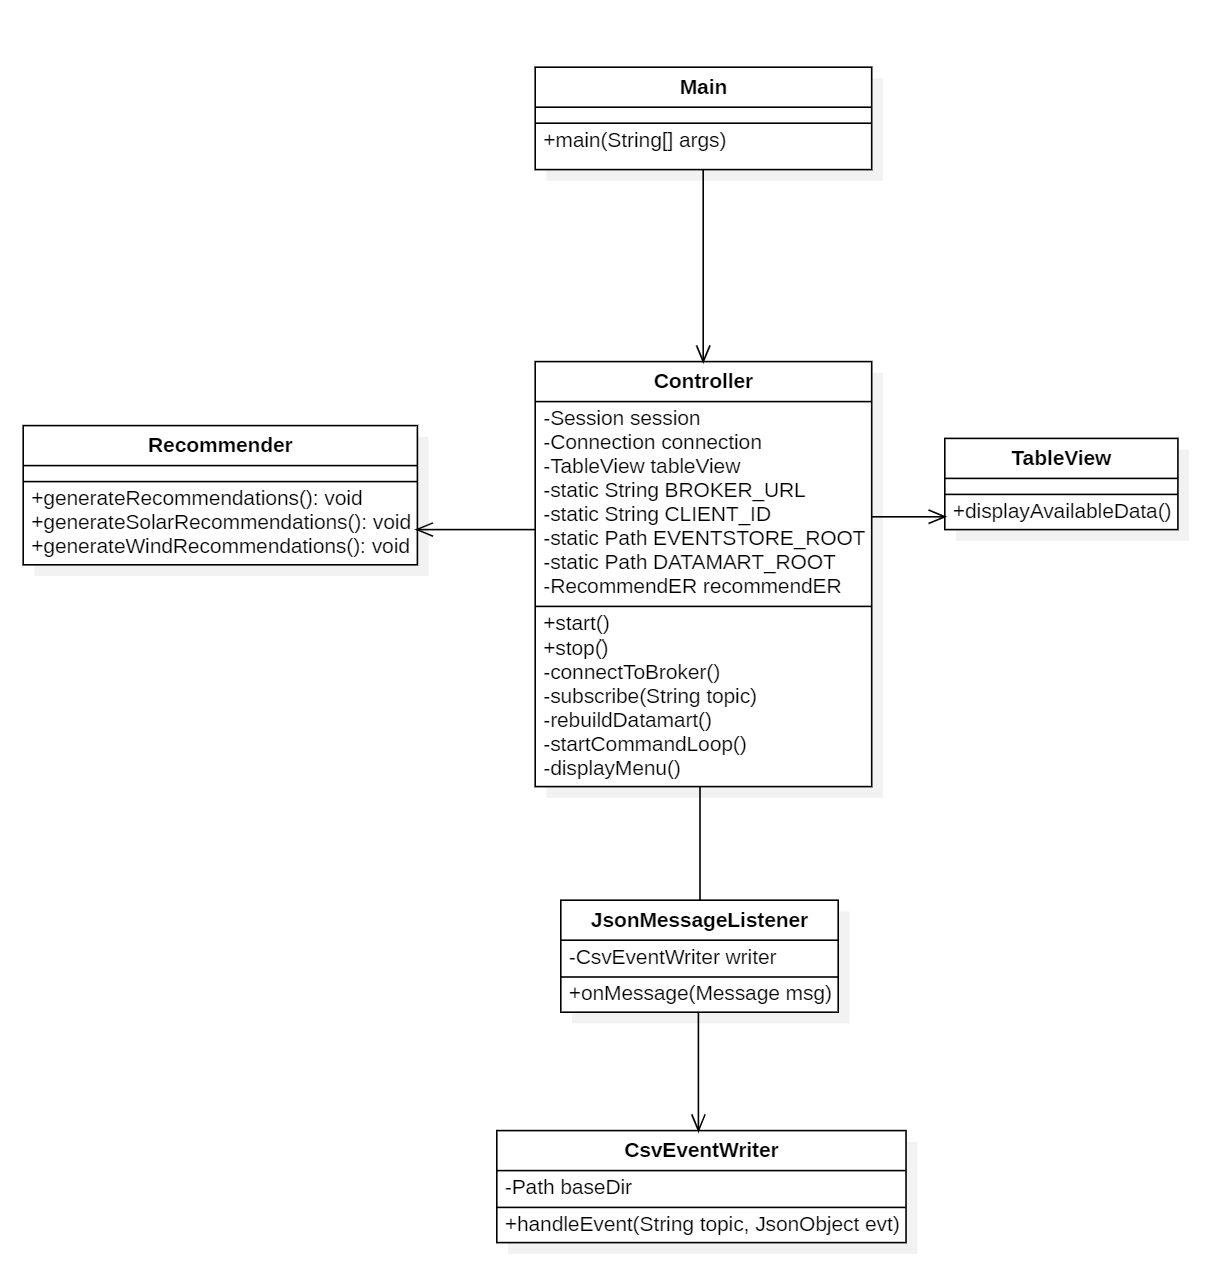 Main
+main(String[] args)
Controller
-Session session
-Connection connection
-TableView tableView
-static String BROKER_URL
-static String CLIENT_ID
-static Path EVENTSTORE_ROOT
-static Path DATAMART_ROOT
-RecommendER recommendER
+start()
+stop()
-connectToBroker()
-subscribe(String topic)
-rebuildDatamart()
-startCommandLoop()
-displayMenu()
Recommender
+generateRecommendations(): void
+generateSolarRecommendations(): void
+generateWindRecommendations(): void
TableView
+displayAvailableData()
JsonMessageListener
-CsvEventWriter writer
+onMessage(Message msg)
CsvEventWriter
-Path baseDir
+handleEvent(String topic, JsonObject evt)